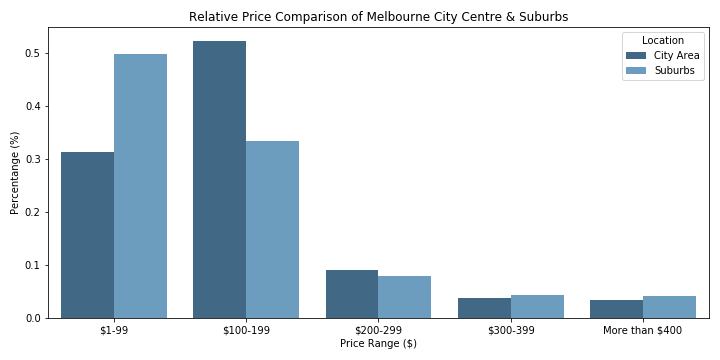 Relative Price Comparison of Melbourne City Centre & Suburbs
Location
City Area
Suburbs
Percentange (%)
0.5
0.4
0.3
0.2
0.1
0.0
$1-99
$100-199
$200-299
$300-399
More than $400
Price Range ($)